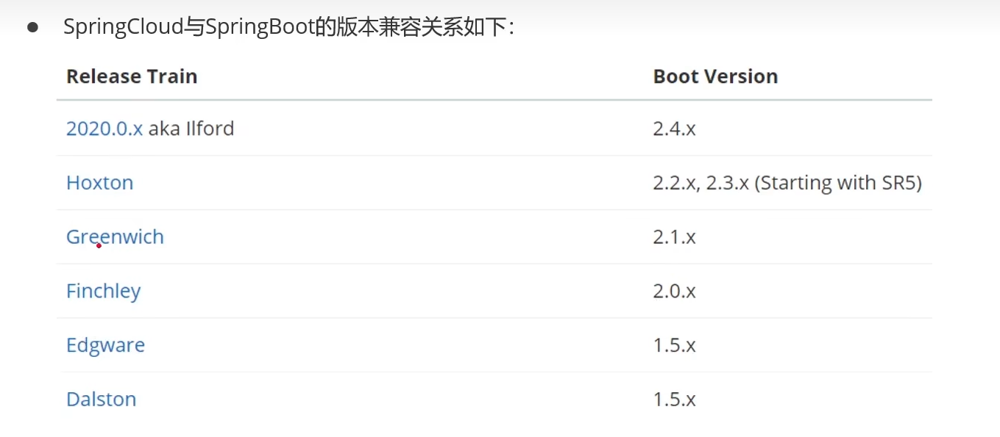 ● SpringCloud与SpringBoot的版本兼容关系如下：
Release Train Boot Version
2020.0.x aka Ilford 2.4.x
Hoxton 2.2.x, 2.3.x (Starting with SR5)
Greenwich 2.1.x
Finchley 2.0.x
Edgware 1.5.x
Dalston 1.5.x